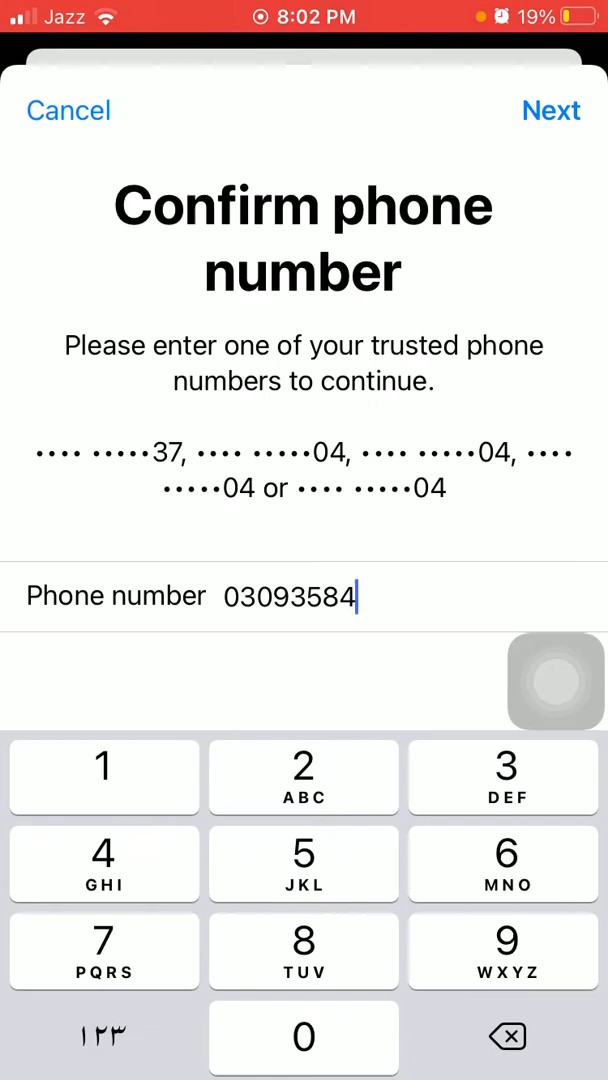 Jazz 8:02 PM 19%
Cancel Next
Confirm phone
number
Please enter one of your trusted phone
numbers to continue.
•••• •••••37, •••• •••••04, •••• •••••04, ••••
•••••04 or •••• •••••04
Phone number 03093584
1 2 3
ABC DEF
4 5 6
GHI JKL MNO
7 8 9
PQRS TUV WXYZ
۱۲۳ 0